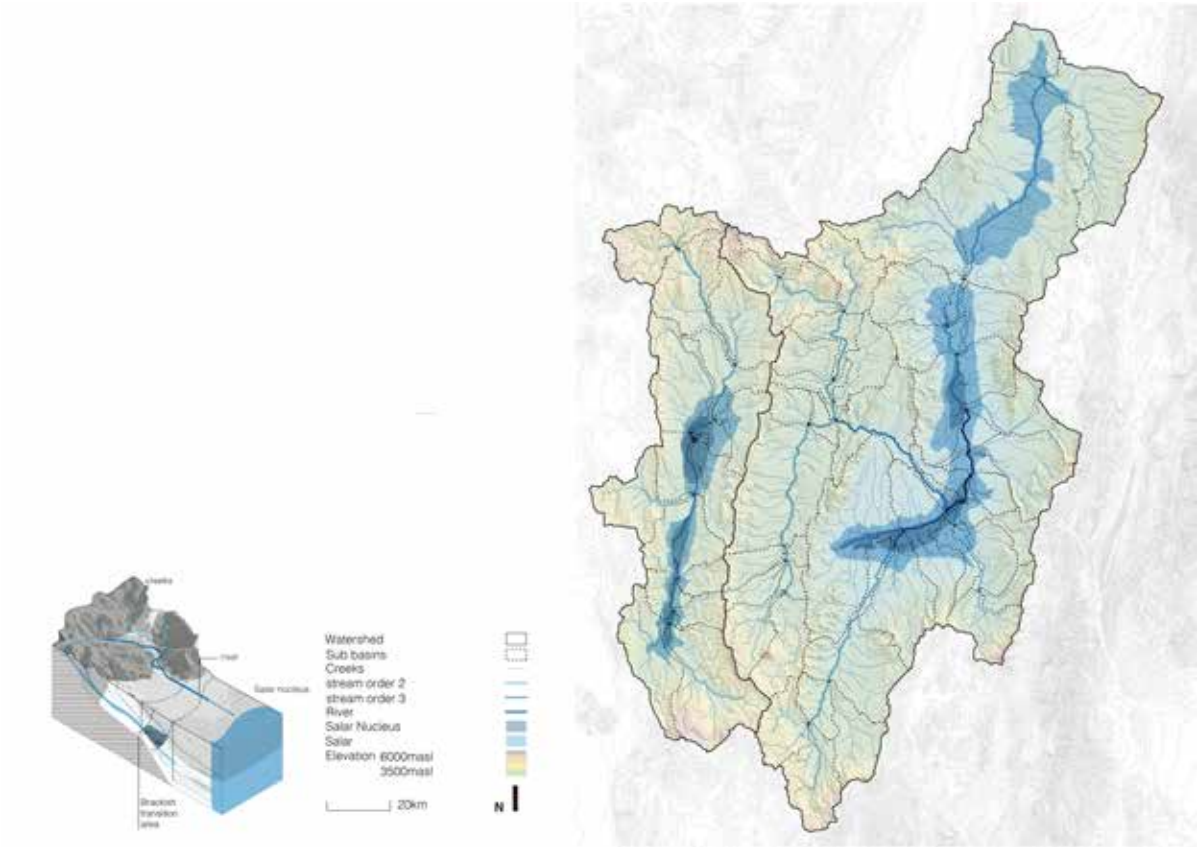 creeks
river
Salar nucleus
Brackish
transition
area
Watershed
Sub basins
Creeks
stream order 2
stream order 3
River
Salar Nucleus
Salar
Elevation 6000masl
3500masl
20km
N